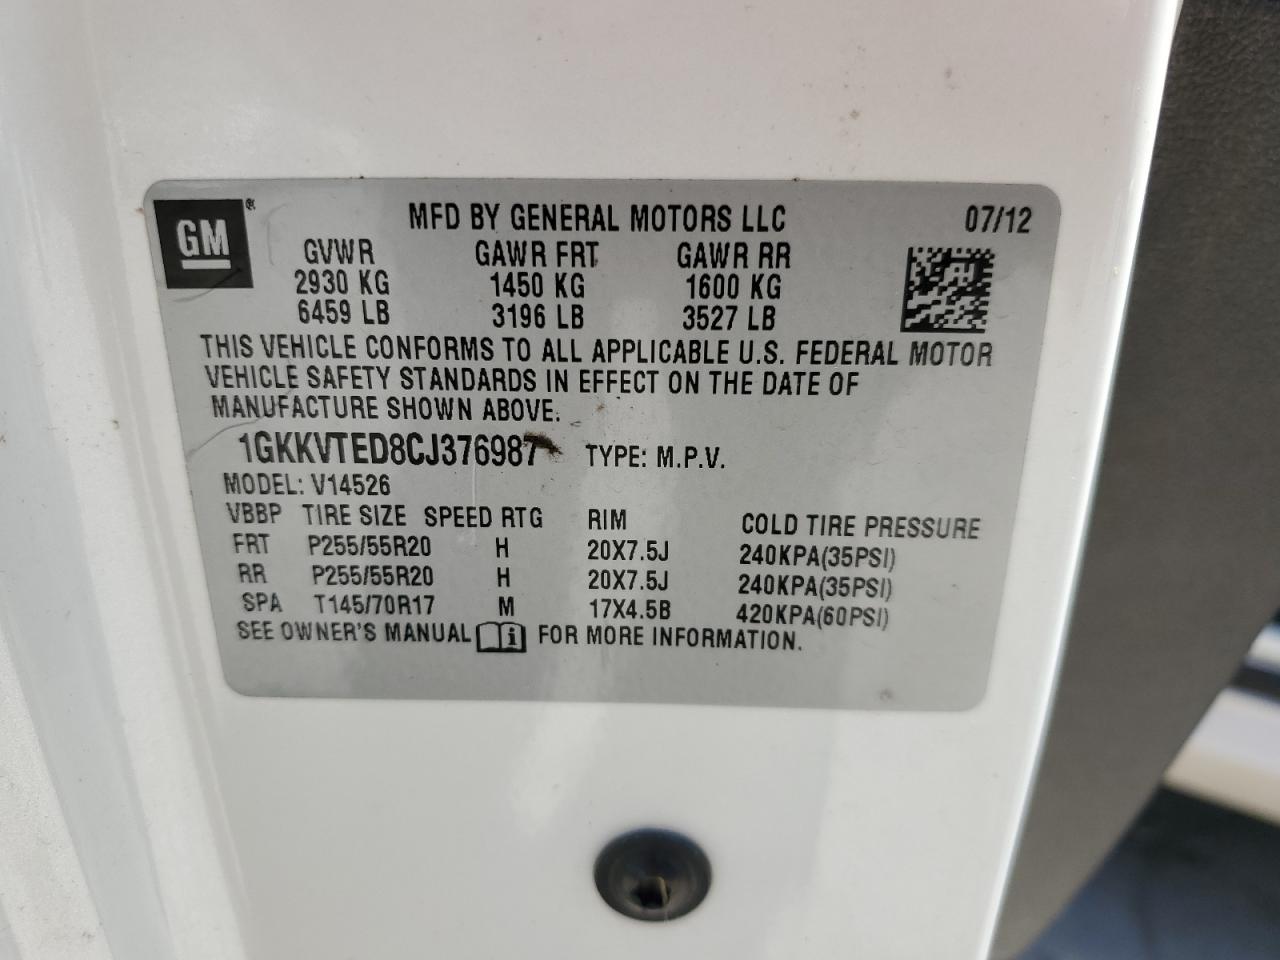 GM ® MFD BY GENERAL MOTORS LLC 07/12
GVWR GAWR FRT GAWR RR
2930 KG 1450 KG 1600 KG
6459 LB 3196 LB 3527 LB
THIS VEHICLE CONFORMS TO ALL APPLICABLE U.S. FEDERAL MOTOR
VEHICLE SAFETY STANDARDS IN EFFECT ON THE DATE OF
MANUFACTURE SHOWN ABOVE.
1GKKVTED8CJ376987 TYPE: M.P.V.
MODEL: V14526
VBBP TIRE SIZE SPEED RTG RIM COLD TIRE PRESSURE
FRT P255/55R20 H 20X7.5J 240KPA(35PSI)
RR P255/55R20 H 20X7.5J 240KPA(35PSI)
SPA T145/70R17 M 17X4.5B 420KPA(60PSI)
SEE OWNER'S MANUAL i FOR MORE INFORMATION.